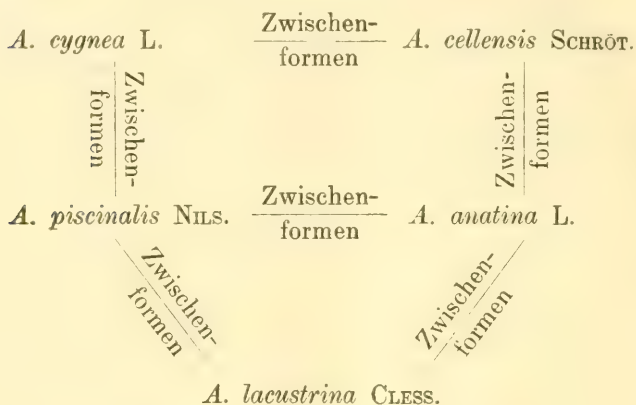 A. cygnea L. Zwischen- A. cellensis SCHRÖT.
formen
Zwischen-
formen
Zwischen-
formen
A. piscinalis NILS. Zwischen- A. anatina L.
formen
Zwischen-
formen
Zwischen-
formen
A. lacustrina CLESS.